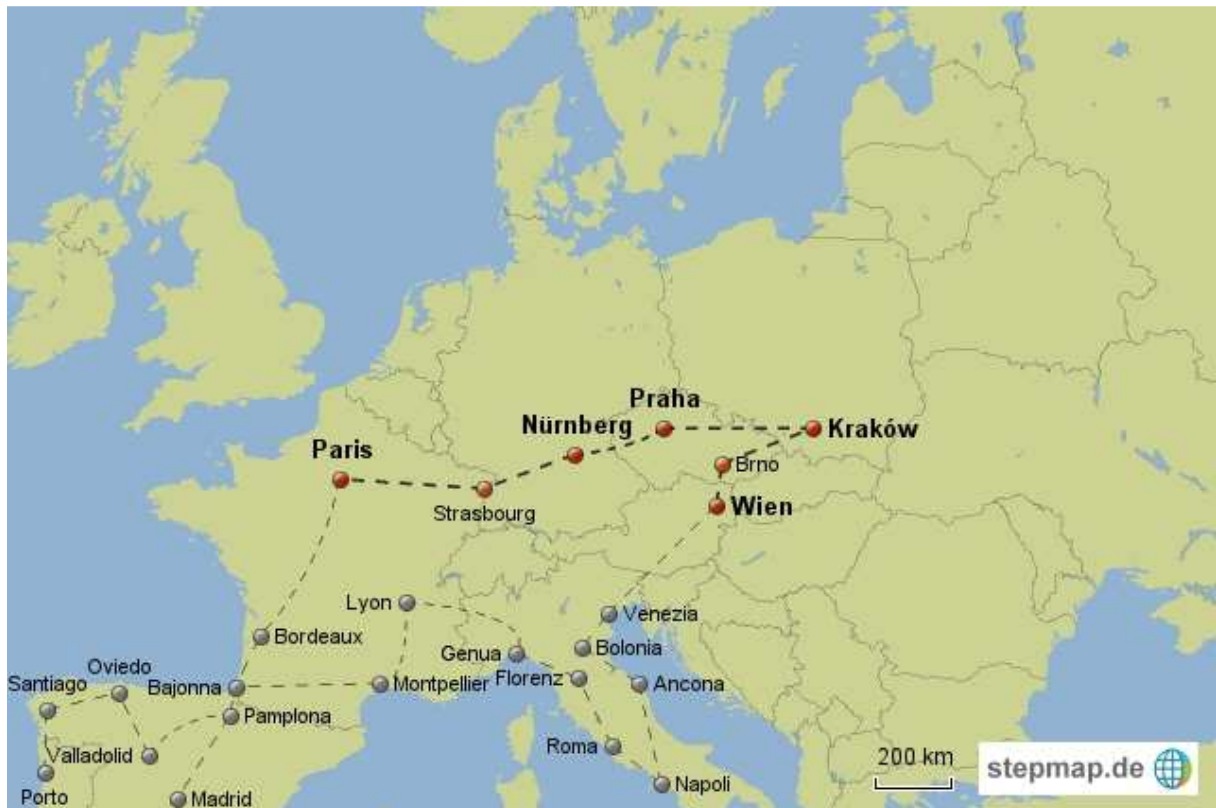 Praha
Nürnberg
Kraków
Paris
Brno
Strasbourg
Wien
Lyon
Venezia
Bordeaux
Bolonia
Genua
Oviedo
Florenz
Santiago
Bajonna
Montpellier
Ancona
Pamplona
Roma
Valladolid
200 km
stepmap.de
Napoli
Porto
Madrid